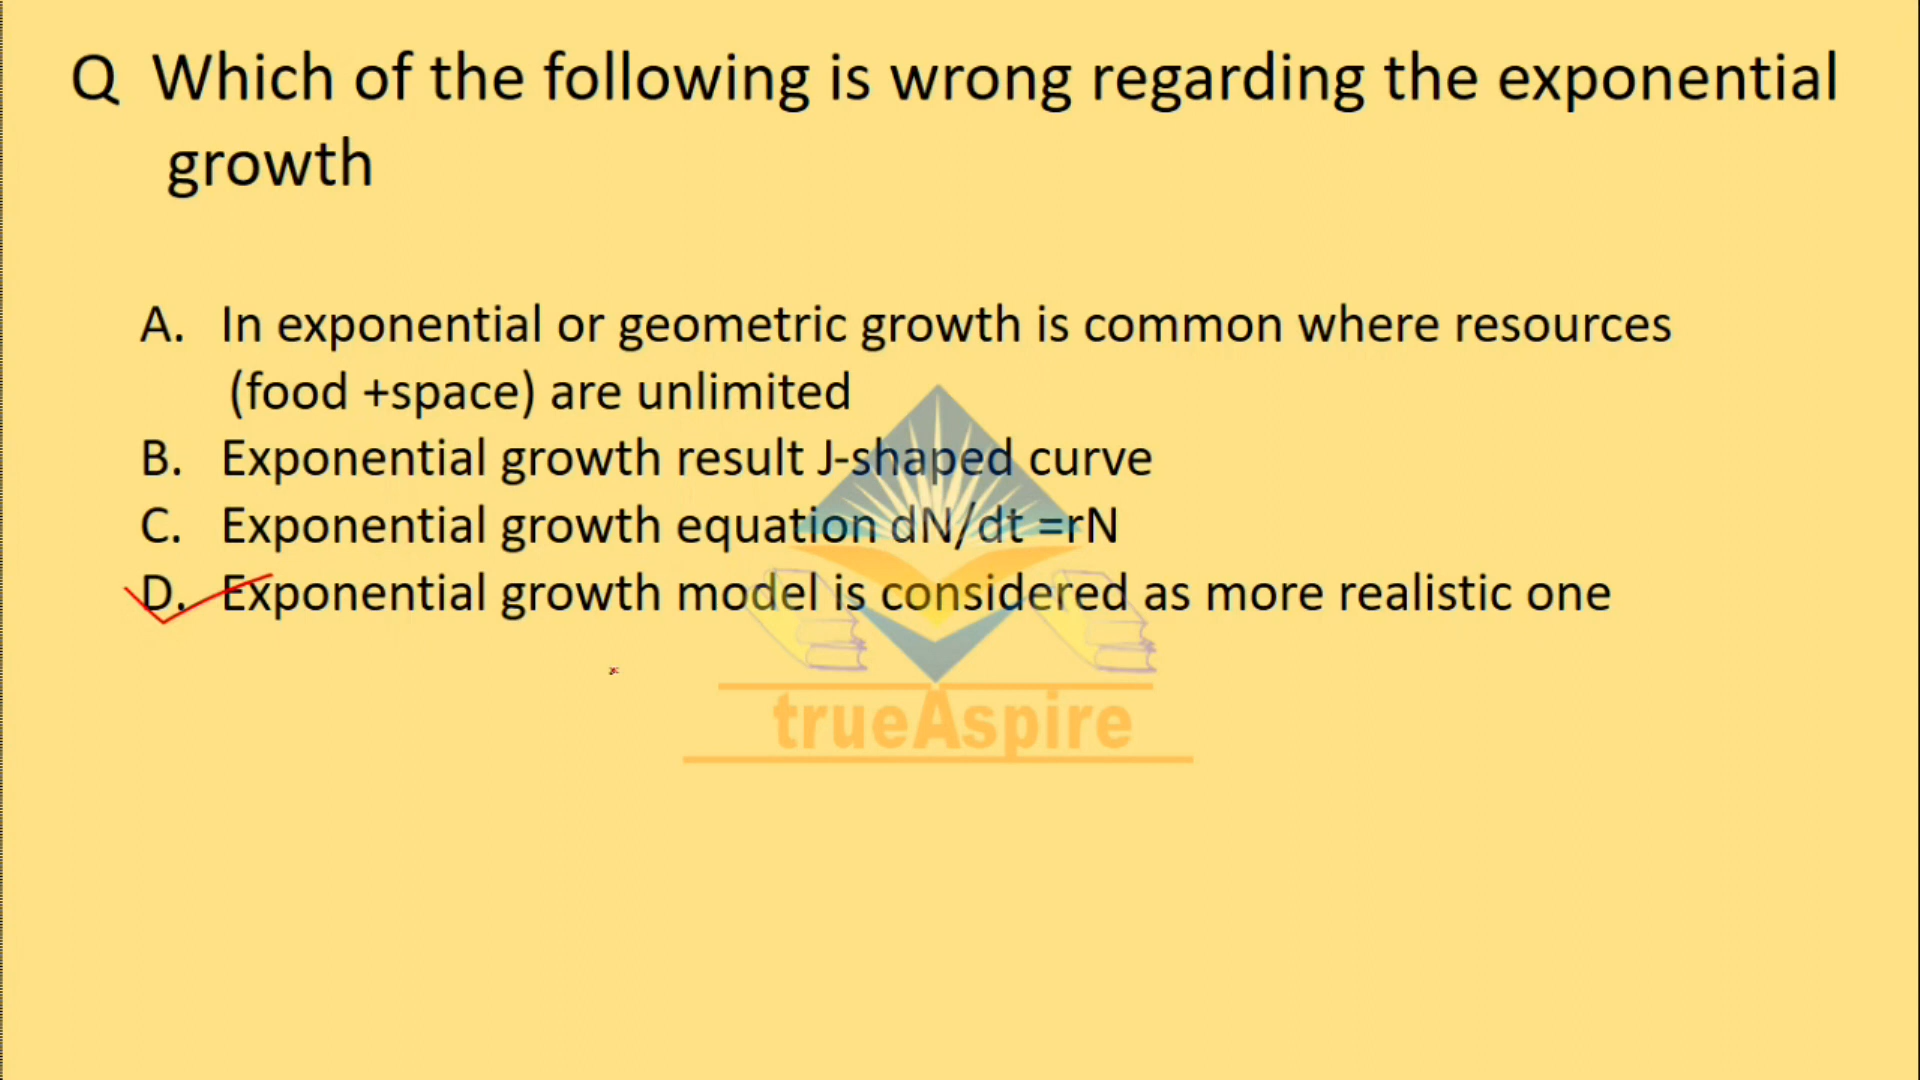 Q Which of the following is wrong regarding the exponential
growth
A. In exponential or geometric growth is common where resources
(food +space) are unlimited
B. Exponential growth result J-shaped curve
C. Exponential growth equation dN/dt =rN
D. Exponential growth model is considered as more realistic one
trueAspire